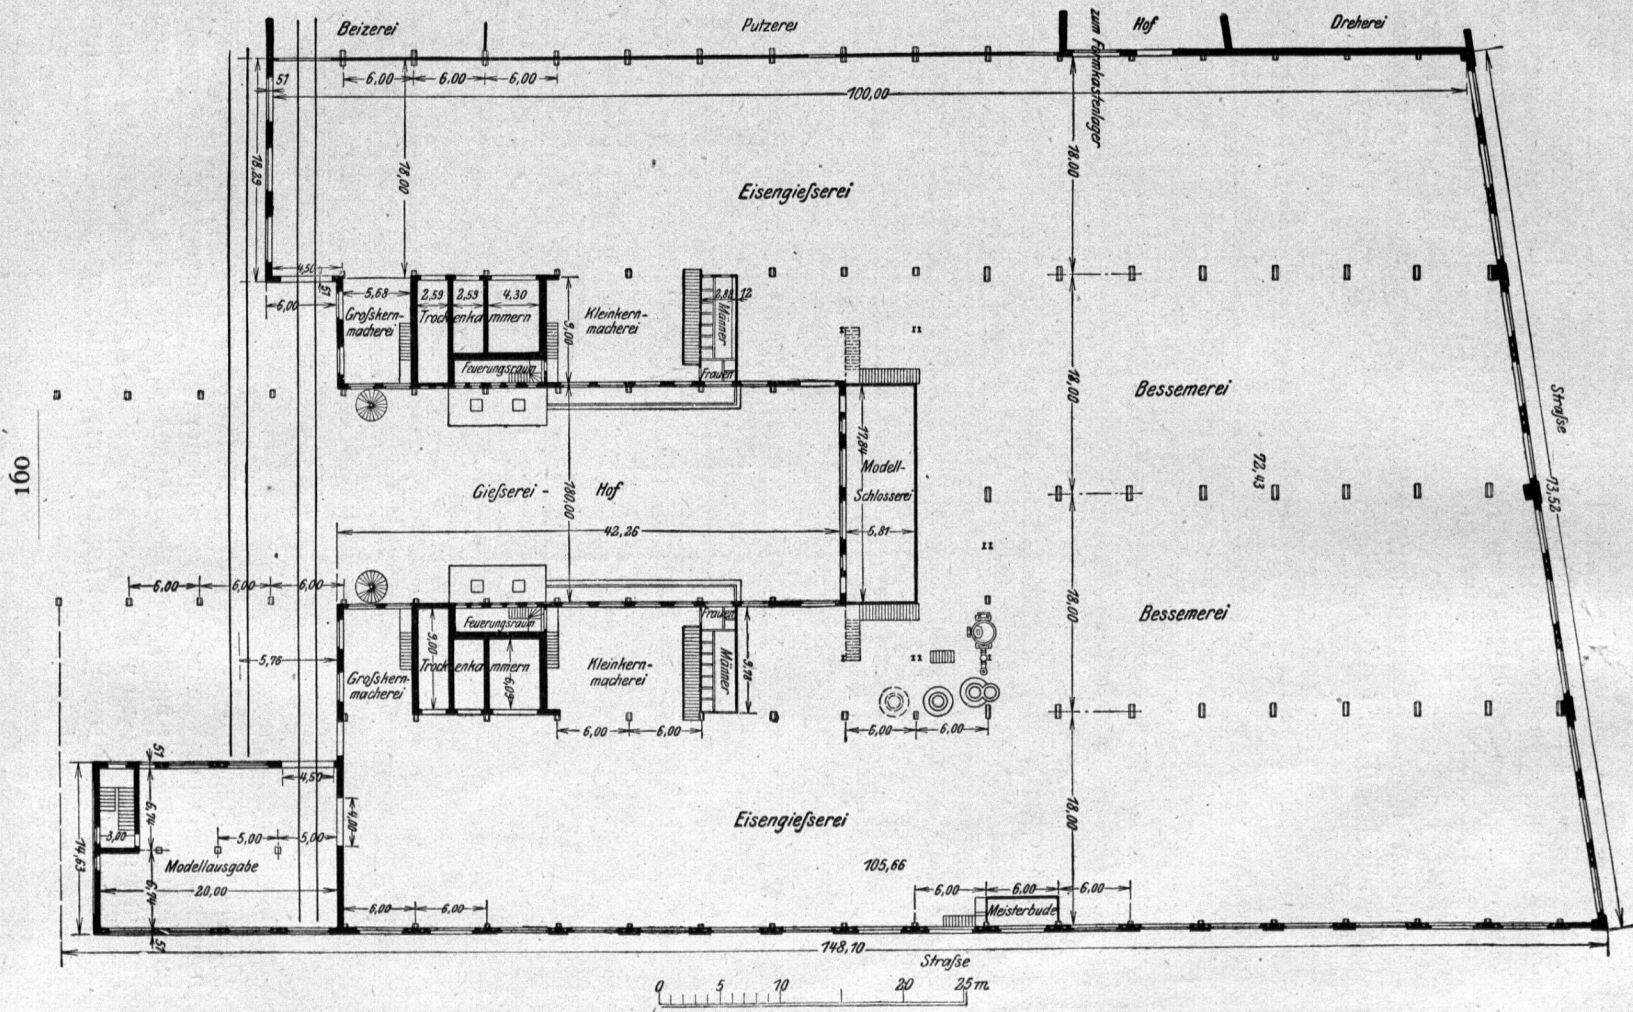 Beizerei
Putzerei
Hof
Dreherei
zum Formkastenlager
51
6,00
6,00
6,00
100,00
18,29
18,00
18.00
Eisengießerei
4,50
51
6,00
5,68
2,59
2,59
4,30
2,88
12
Großkern-
macherei
Trockenkammern
9,00
Kleinkern-
macherei
Männer
Feuerungsraum
Frauen
18,00
Bessemerei
Straße
17,84
Modell-
Schlosserei
5,81
72,43
73,52
160
Gießerei - Hof
180,00
42,26
6,00
6,00
6,00
18.00
Bessemerei
Feuerungsraum
Frauen
5,76
9,00
Trockenkammern
6,09
Kleinkern-
macherei
Männer
9,78
Großkern-
macherei
6,00
6,00
6,00
6,00
51
4,50
6,74
3,00
5,00
5,00
4,00
14,63
Modellausgabe
20,00
6,74
51
Eisengießerei
18,00
105,66
6,00
6,00
6,00
6,00
6,00
Meisterbude
148,10
Straße
0 5 10 20 25 m